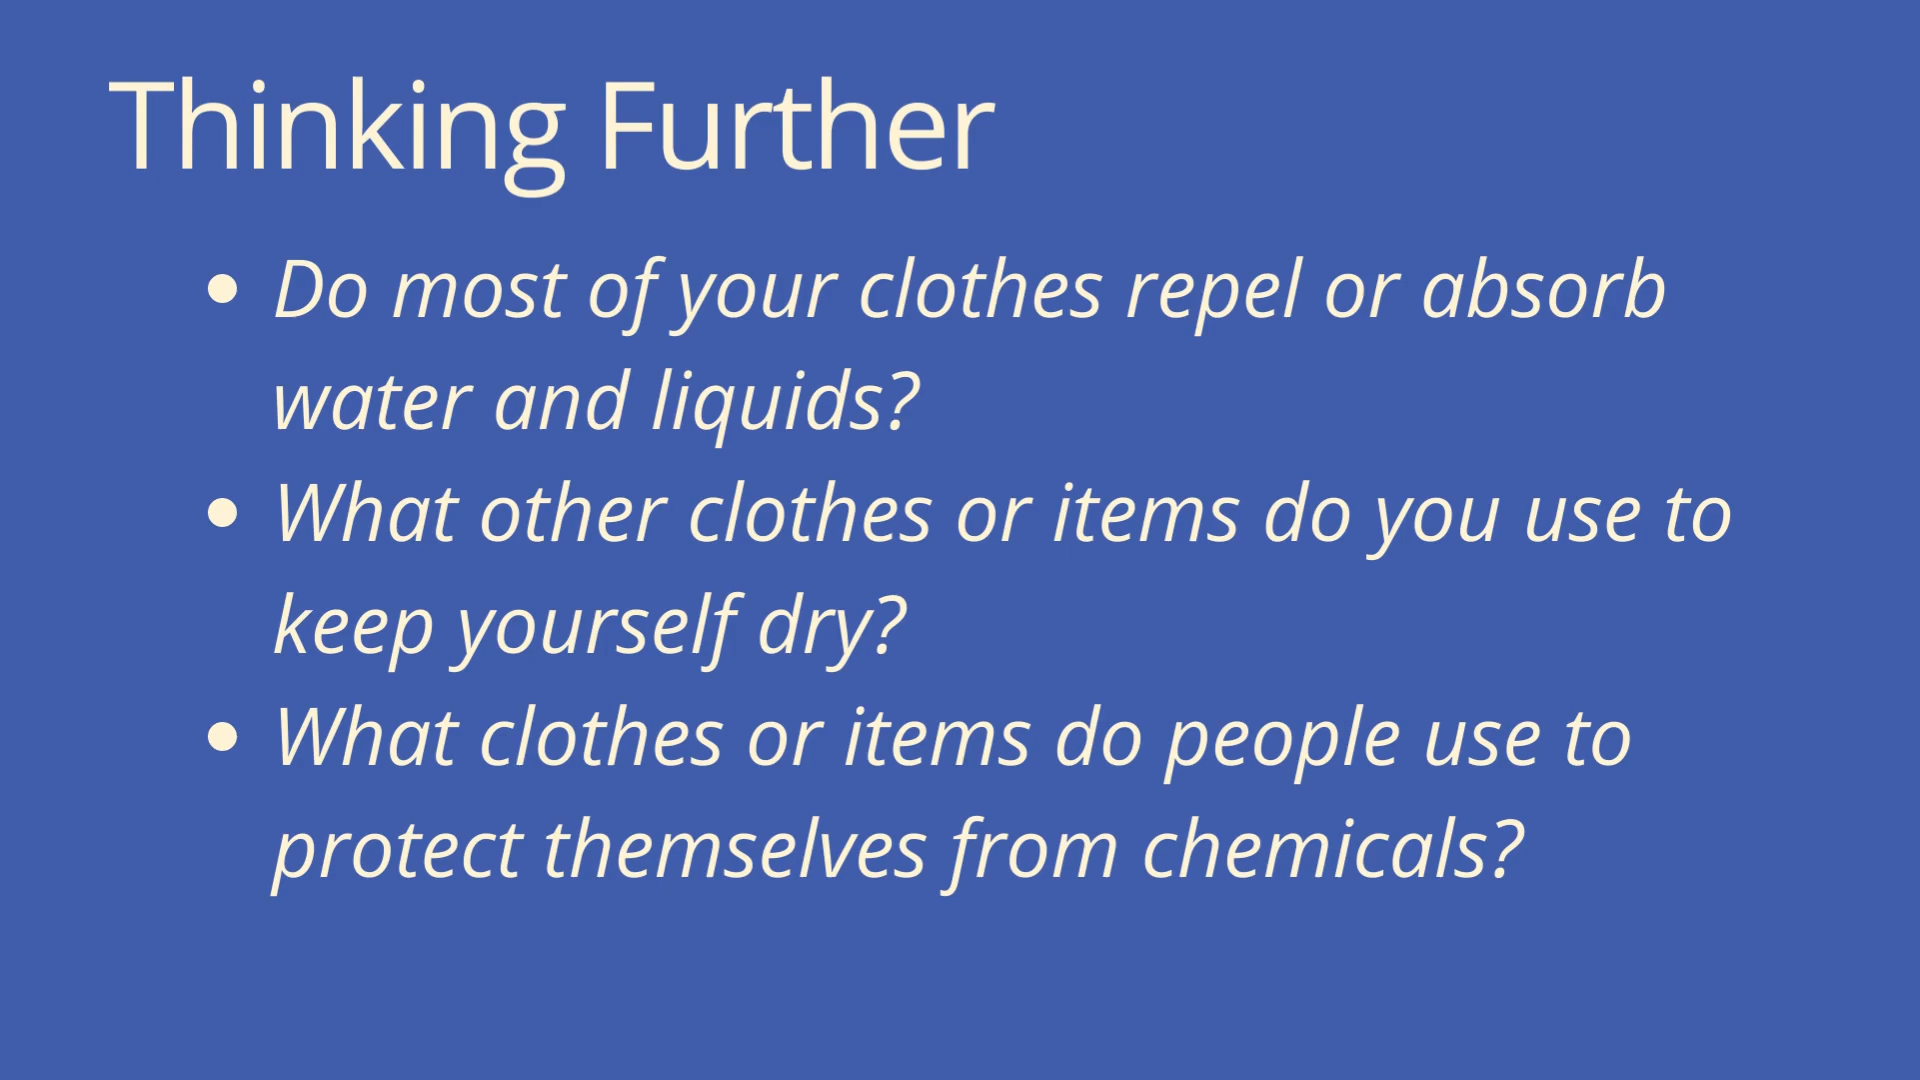 Thinking Further
• Do most of your clothes repel or absorb
water and liquids?
• What other clothes or items do you use to
keep yourself dry?
• What clothes or items do people use to
protect themselves from chemicals?